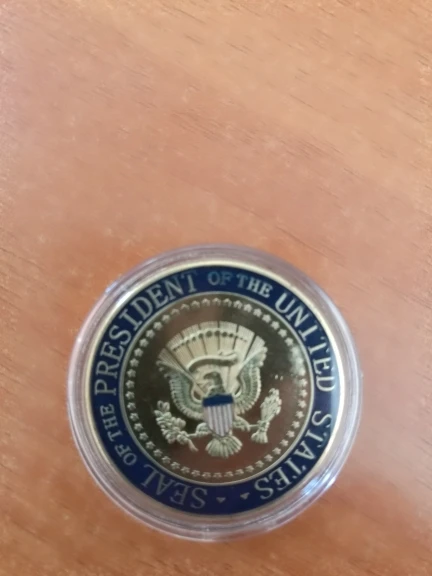 SEAL OF THE PRESIDENT OF THE UNITED STATES